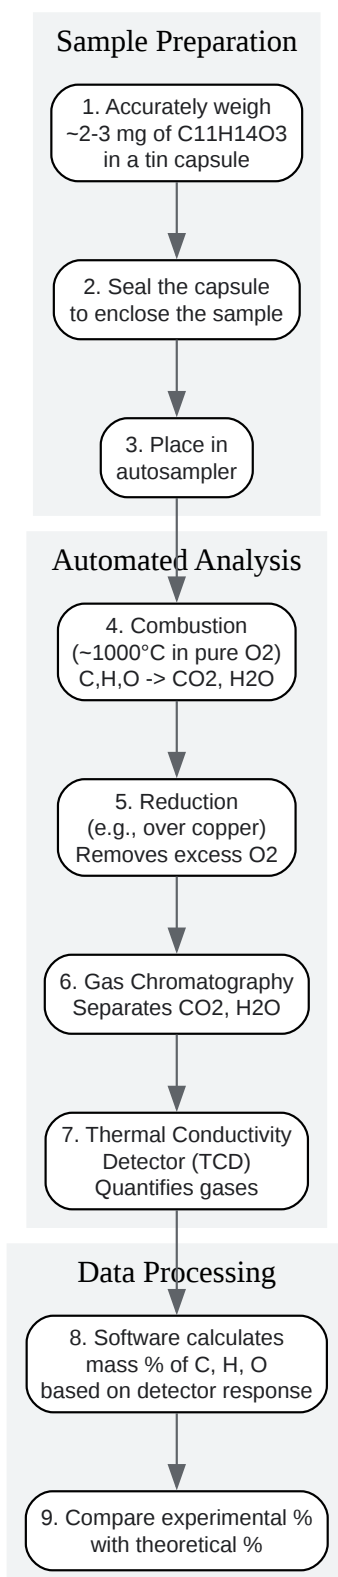 Sample Preparation
1. Accurately weigh
~2-3 mg of C11H14O3
in a tin capsule
2. Seal the capsule
to enclose the sample
3. Place in
autosampler
Automated Analysis
4. Combustion
(~1000°C in pure O2)
C,H,O -> CO2, H2O
5. Reduction
(e.g., over copper)
Removes excess O2
6. Gas Chromatography
Separates CO2, H2O
7. Thermal Conductivity
Detector (TCD)
Quantifies gases
Data Processing
8. Software calculates
mass % of C, H, O
based on detector response
9. Compare experimental %
with theoretical %